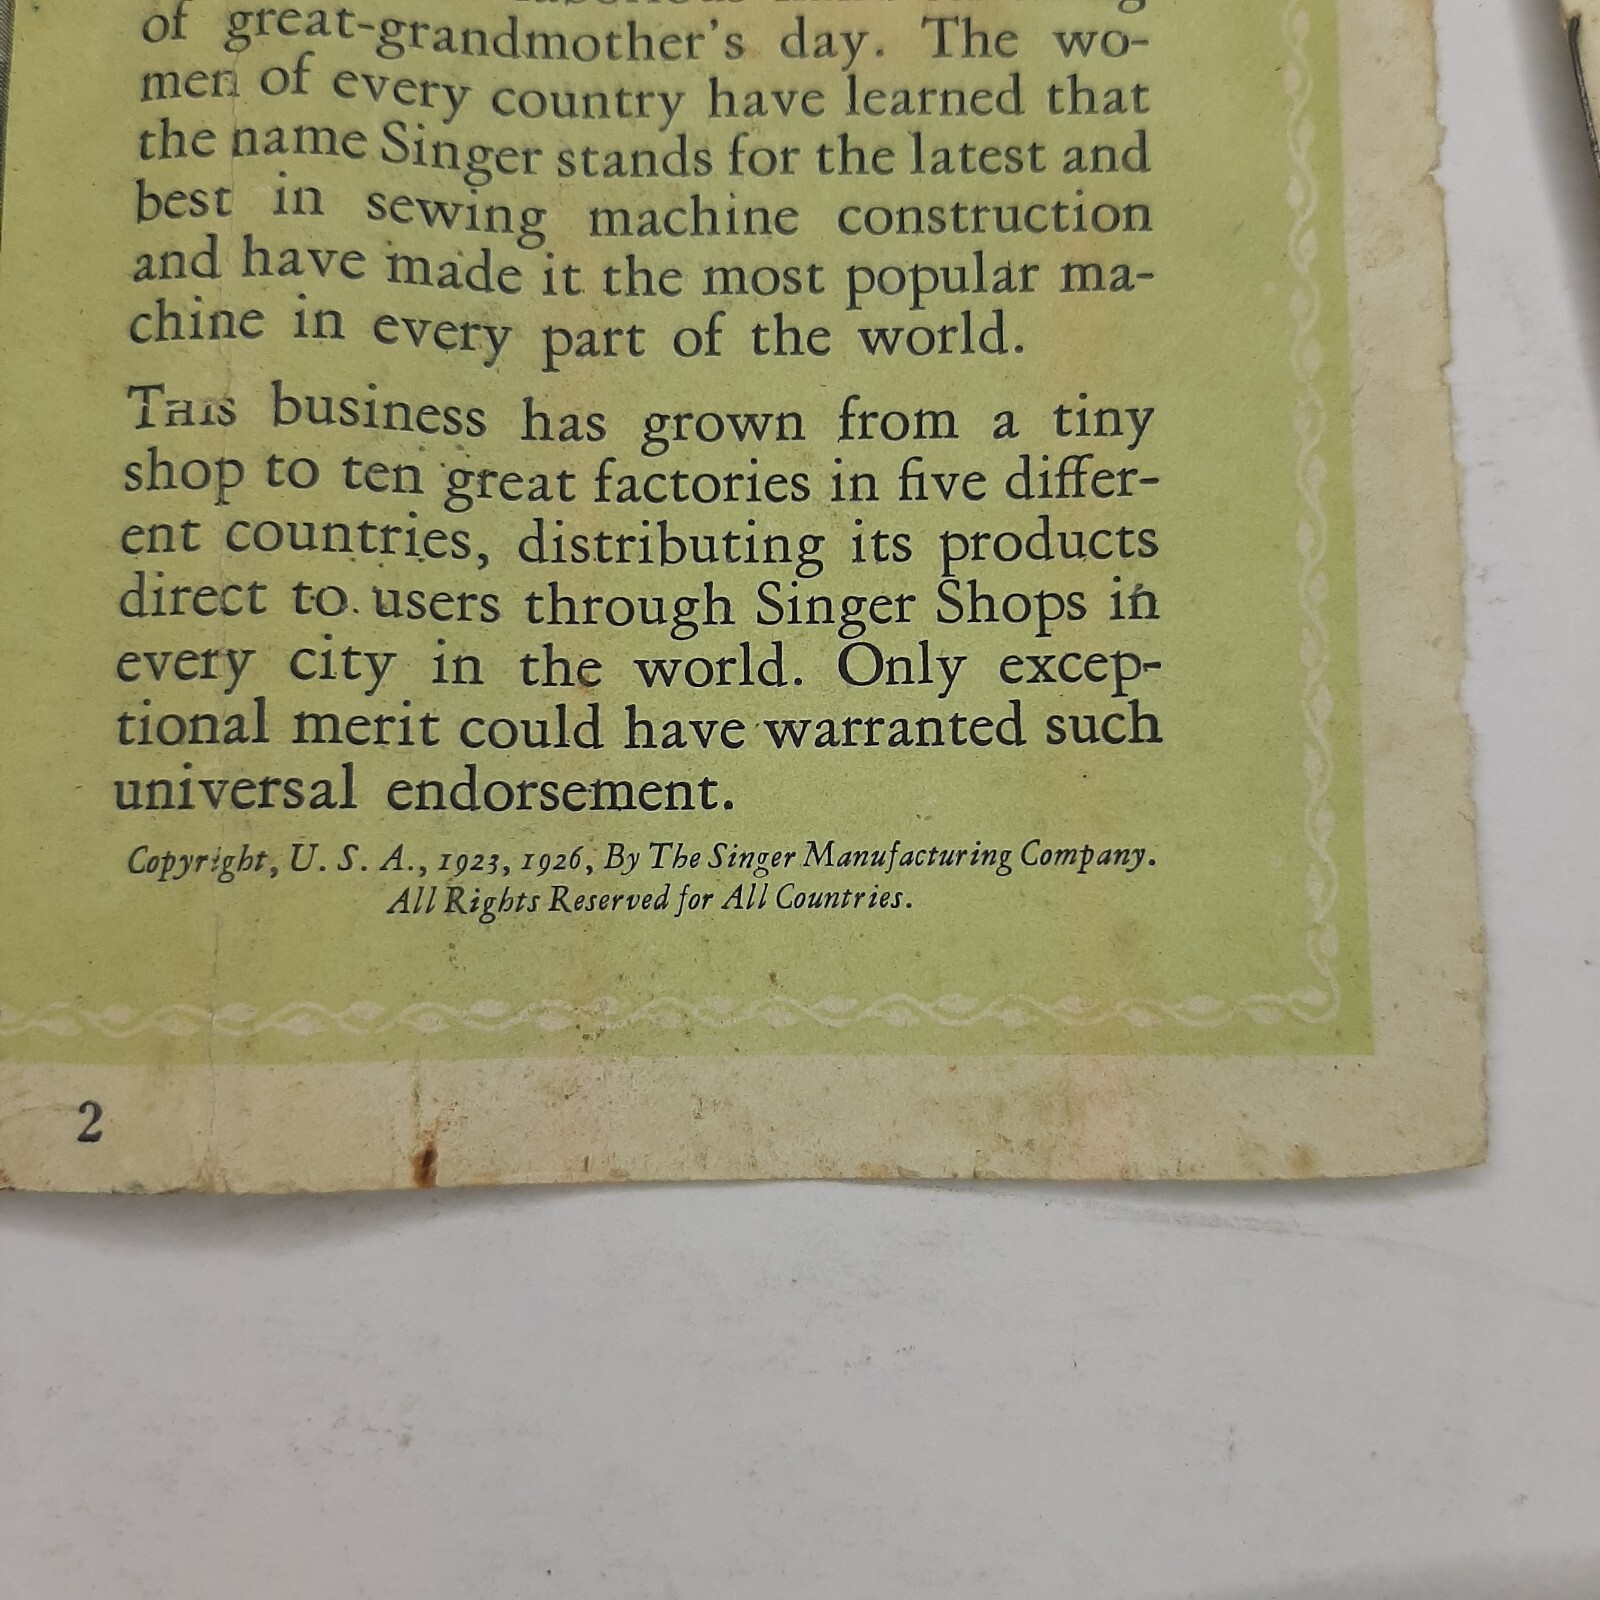 of great-grandmother's day. The wo-
men of every country have learned that
the name Singer stands for the latest and
best in sewing machine construction
and have made it the most popular ma-
chine in every part of the world.
This business has grown from a tiny
shop to ten great factories in five differ-
ent countries, distributing its products
direct to users through Singer Shops in
every city in the world. Only excep-
tional merit could have warranted such
universal endorsement.
Copyright, U. S. A., 1923, 1926, By The Singer Manufacturing Company.
All Rights Reserved for All Countries.
2